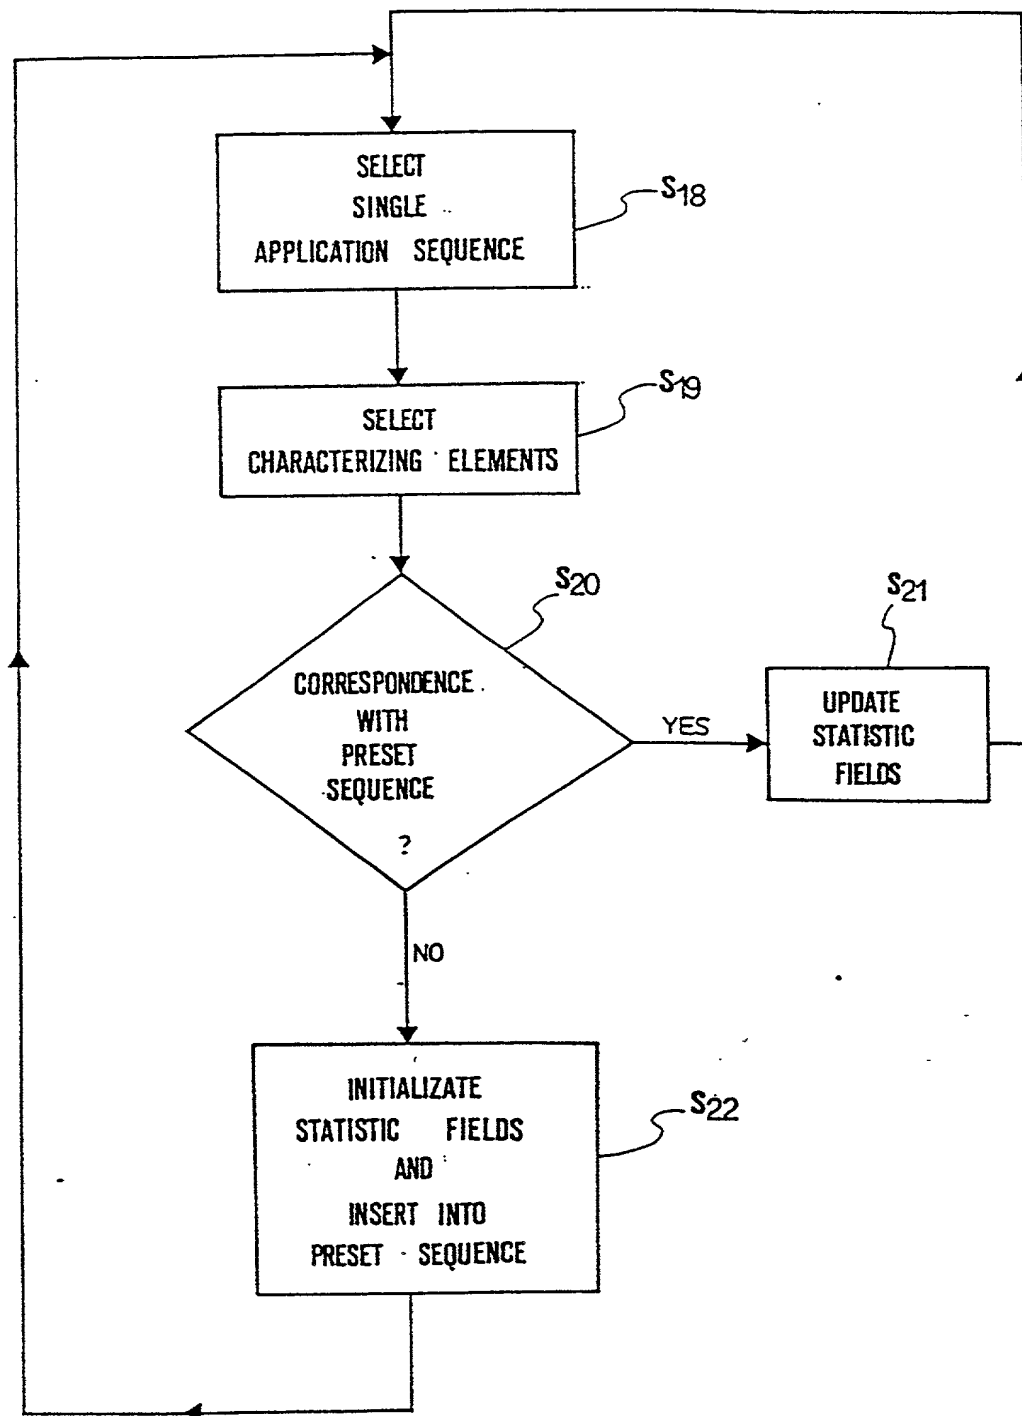 SELECT
SINGLE
APPLICATION SEQUENCE
S18
SELECT
CHARACTERIZING ELEMENTS
S19
CORRESPONDENCE
WITH
PRESET
SEQUENCE
?
S20
YES
UPDATE
STATISTIC
FIELDS
S21
NO
INITIALIZATE
STATISTIC FIELDS
AND
INSERT INTO
PRESET SEQUENCE
S22